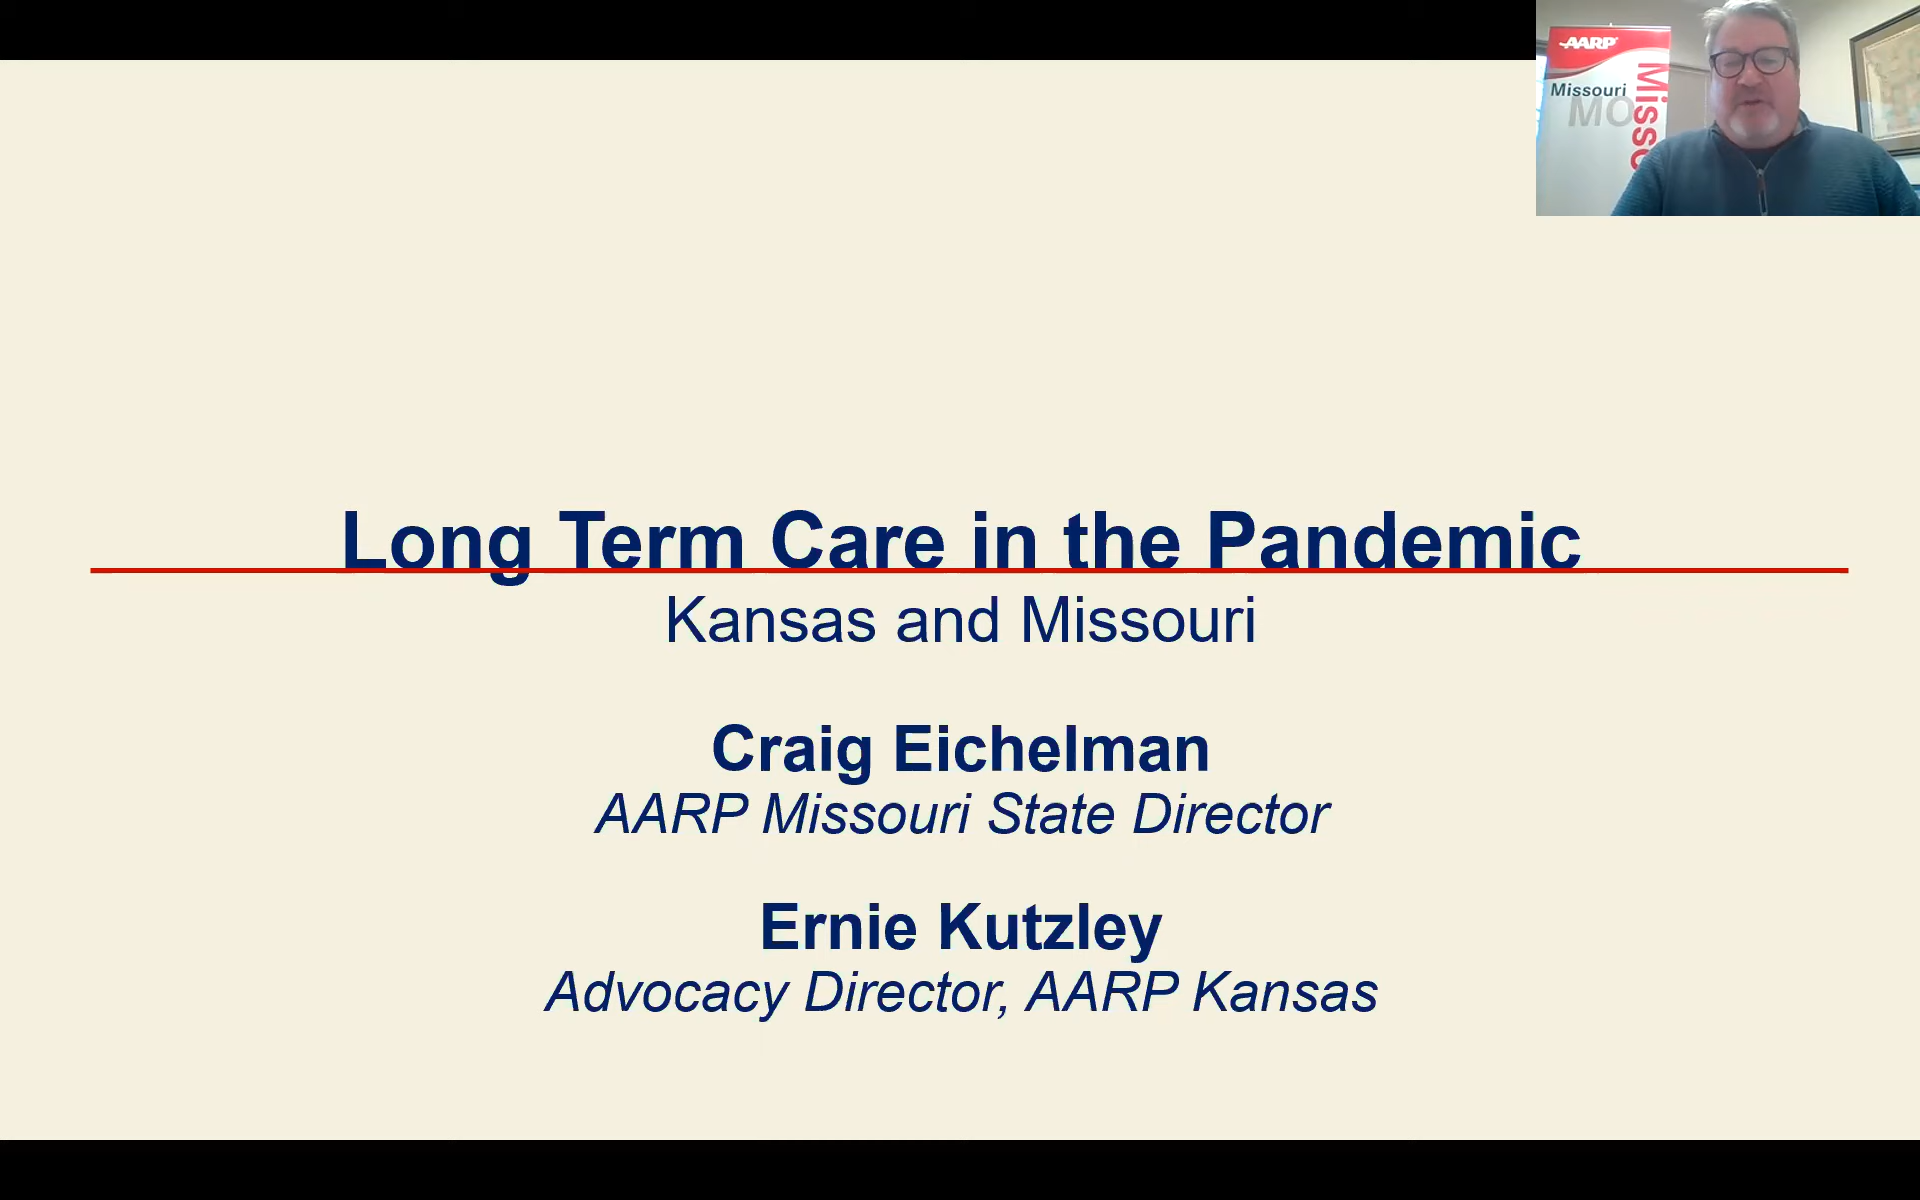 AARP
Missouri
MO
Misso
Long Term Care in the Pandemic
Kansas and Missouri
Craig Eichelman
AARP Missouri State Director
Ernie Kutzley
Advocacy Director, AARP Kansas